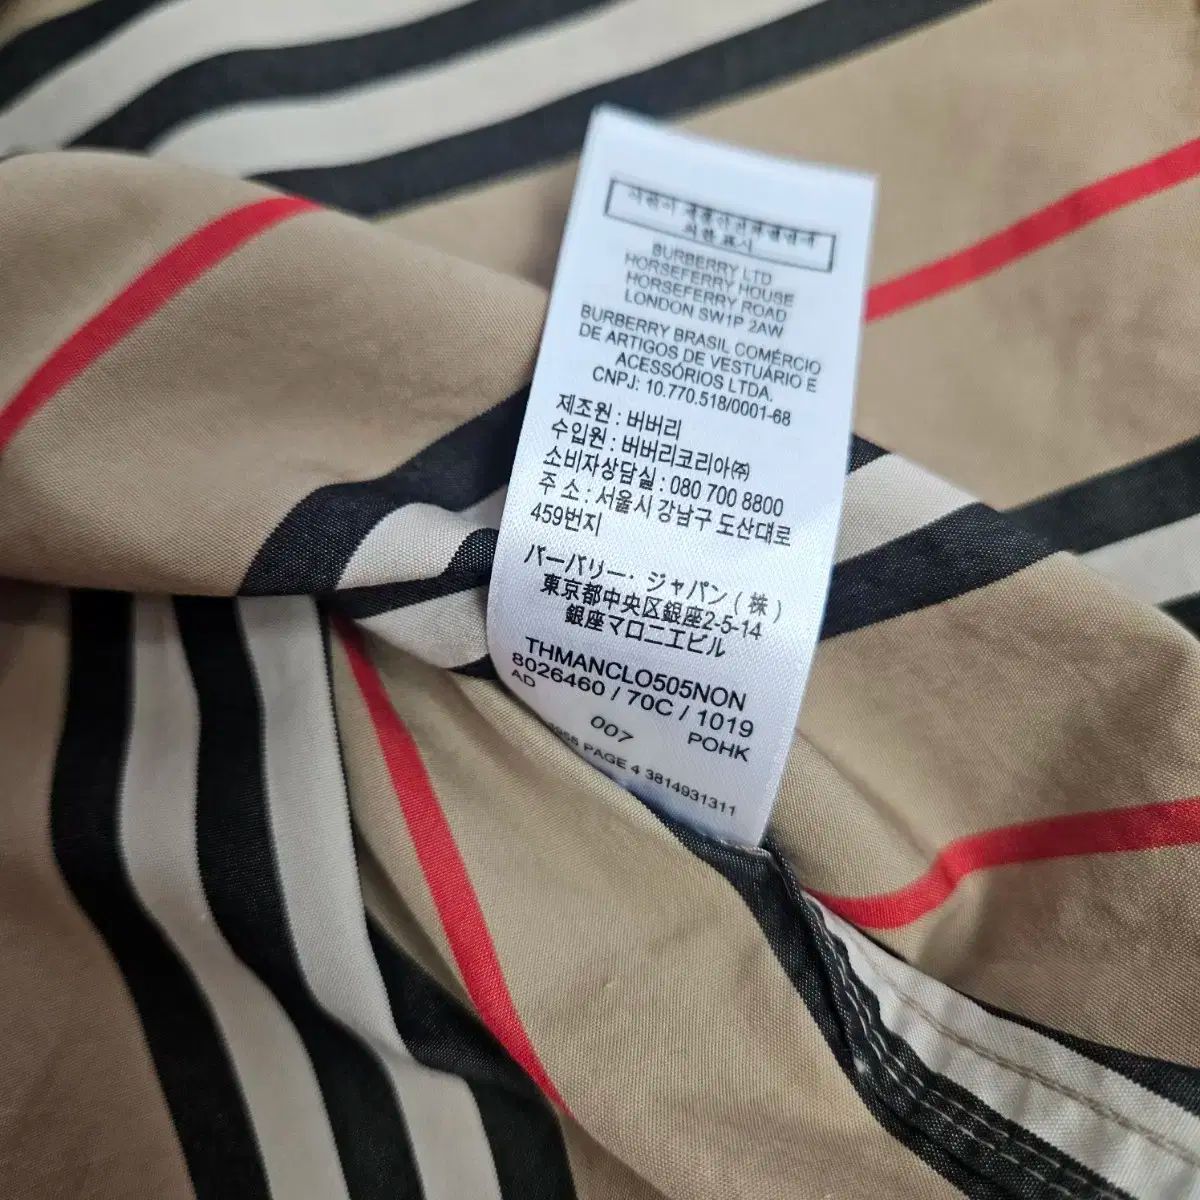 BURBERRY LTD
HORSEFERRY HOUSE
HORSEFERRY ROAD
LONDON SW1P 2AW
BURBERRY BRASIL COMÉRCIO
DE ARTIGOS DE VESTUÁRIO E
ACESSÓRIOS LTDA.
CNPJ: 10.770.518/0001-68
제조원 : 버버리
수입원 : 버버리코리아㈜
소비자상담실 : 080 700 8800
주 소 : 서울시 강남구 도산대로
459번지
バーバリー・ジャパン(株)
東京都中央区銀座2-5-14
銀座マロニエビル
THMANCLO505NON
8026460 / 70C / 1019
AD
007 POHK
PAGE 4 3814931311